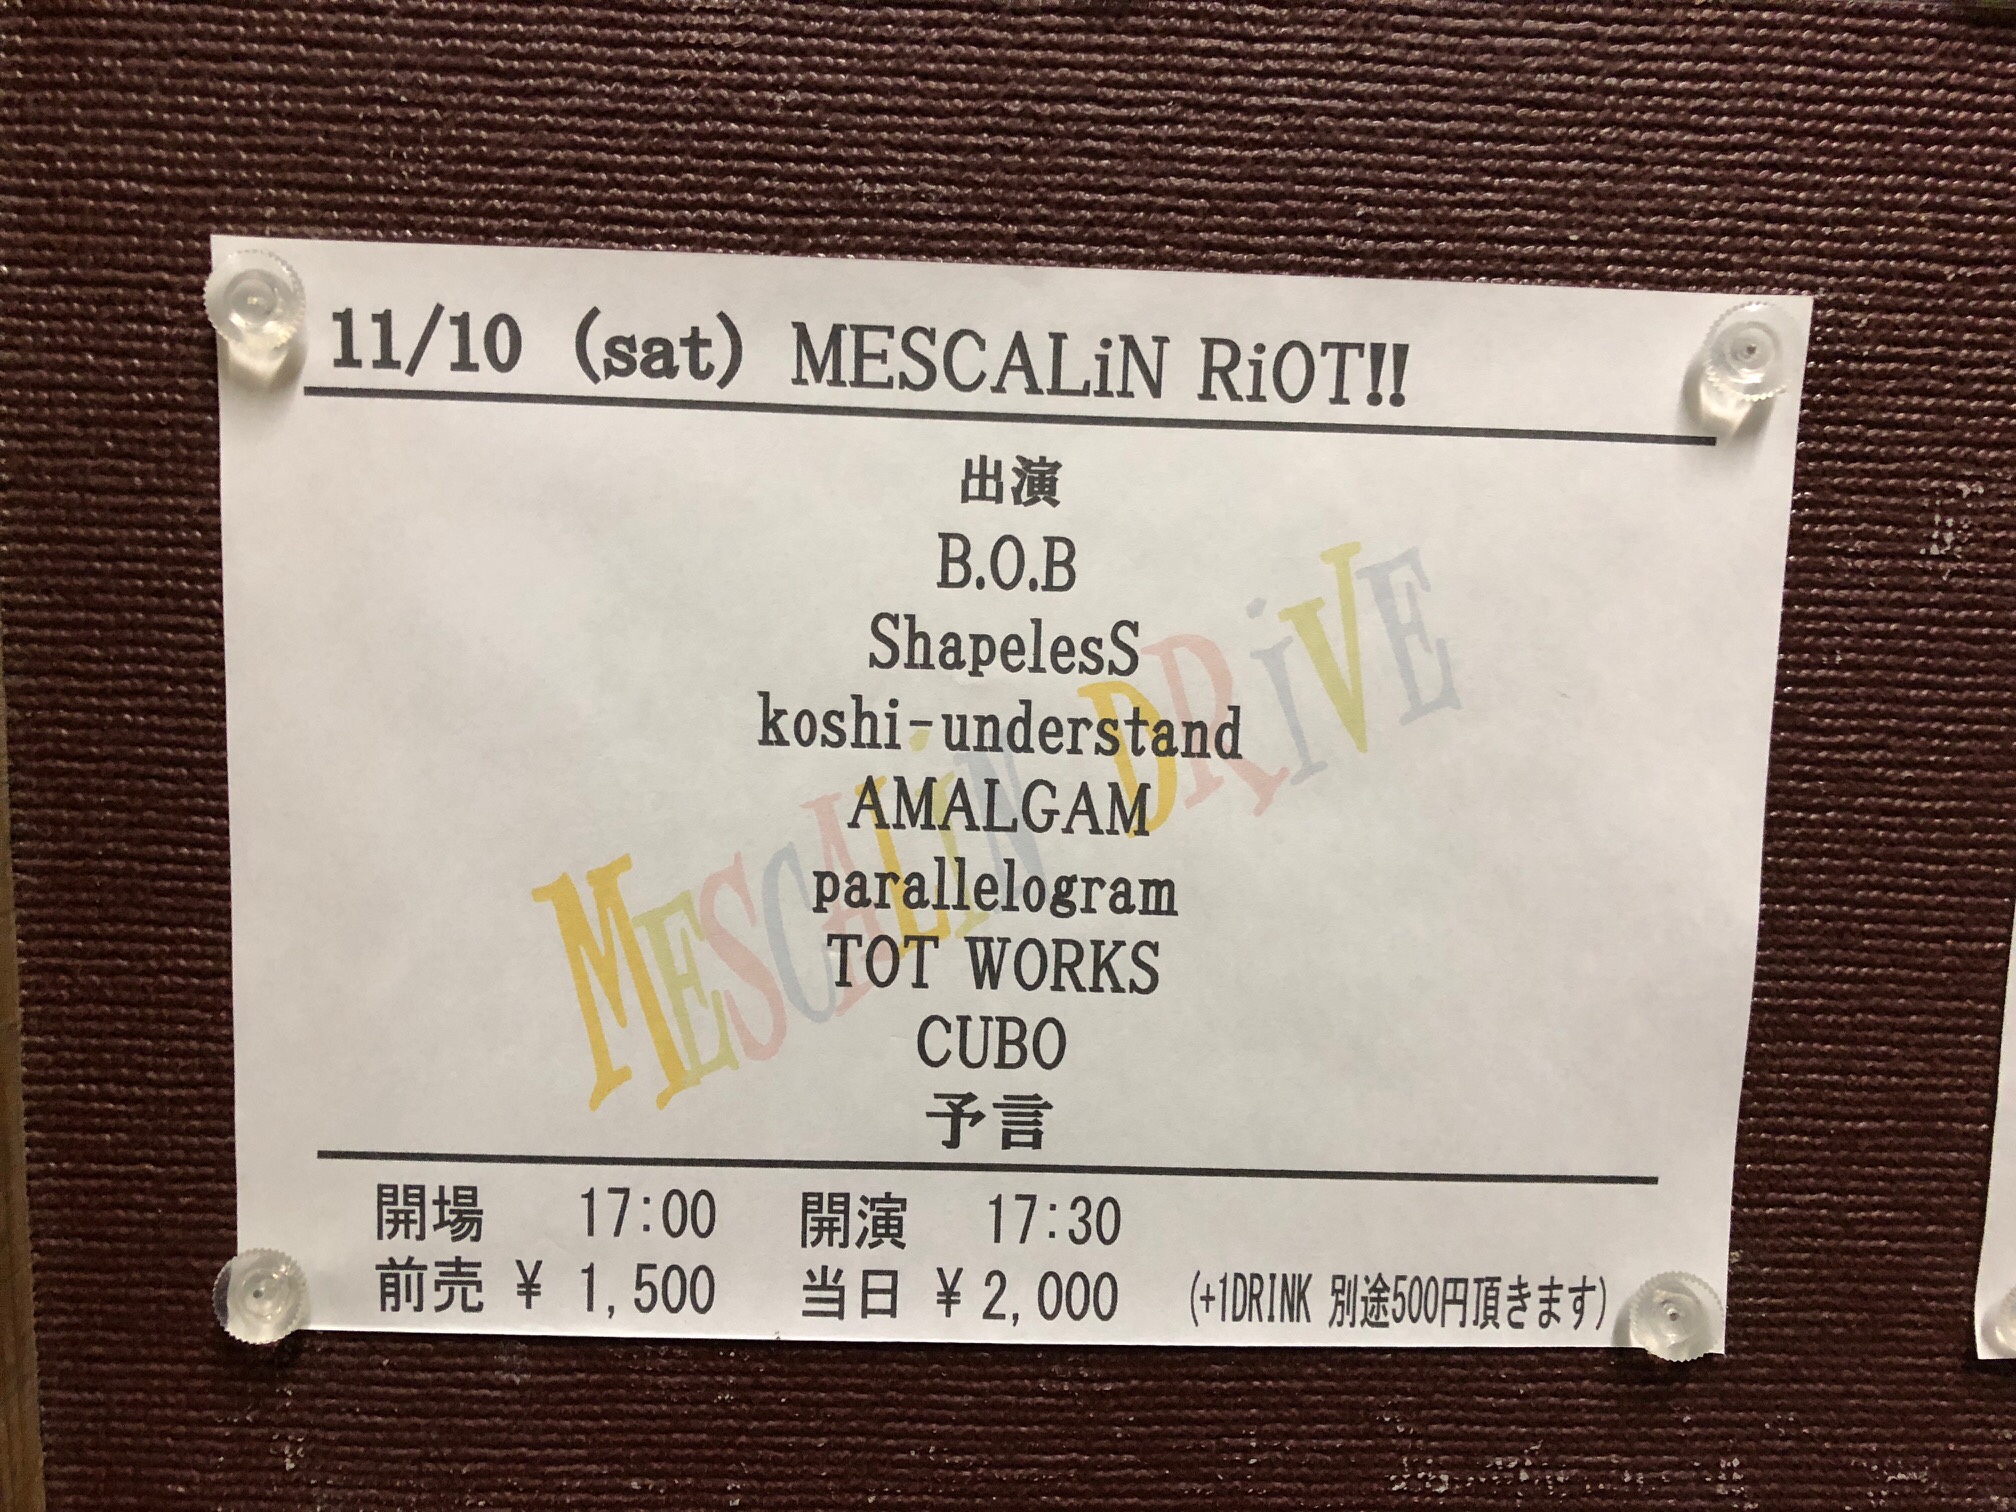 11/10 (sat) MESCALiN RiOT!!
出演
B.O.B
ShapelesS
koshi-understand
AMALGAM
parallelogram
TOT WORKS
CUBO
予言
MESCALiN DRiVE
開場 17:00 開演 17:30
前売 ¥ 1,500 当日 ¥ 2,000 (+1DRINK 別途500円頂きます)